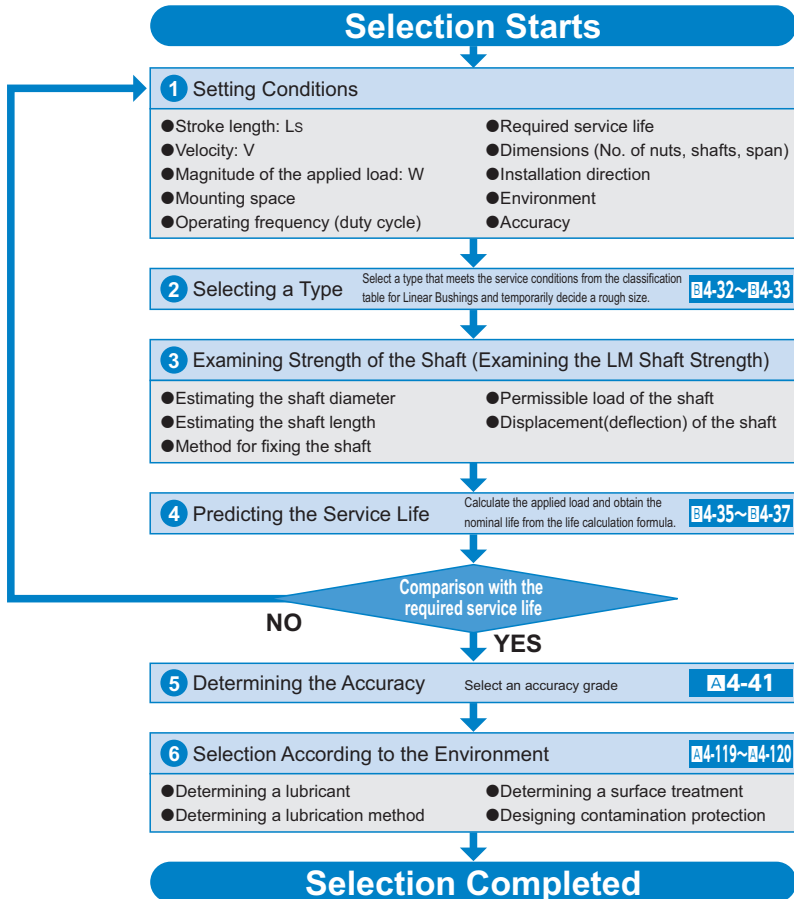 Selection Starts
1 Setting Conditions
●Stroke length: LS
●Velocity: V
●Magnitude of the applied load: W
●Mounting space
●Operating frequency (duty cycle)
●Required service life
●Dimensions (No. of nuts, shafts, span)
●Installation direction
●Environment
●Accuracy
2 Selecting a Type
Select a type that meets the service conditions from the classification
table for Linear Bushings and temporarily decide a rough size.
B4-32~B4-33
3 Examining Strength of the Shaft (Examining the LM Shaft Strength)
●Estimating the shaft diameter
●Estimating the shaft length
●Method for fixing the shaft
●Permissible load of the shaft
●Displacement(deflection) of the shaft
4 Predicting the Service Life
Calculate the applied load and obtain the
nominal life from the life calculation formula.
B4-35~B4-37
Comparison with the
required service life
NO
YES
5 Determining the Accuracy
Select an accuracy grade
A4-41
6 Selection According to the Environment
A4-119~A4-120
●Determining a lubricant
●Determining a lubrication method
●Determining a surface treatment
●Designing contamination protection
Selection Completed